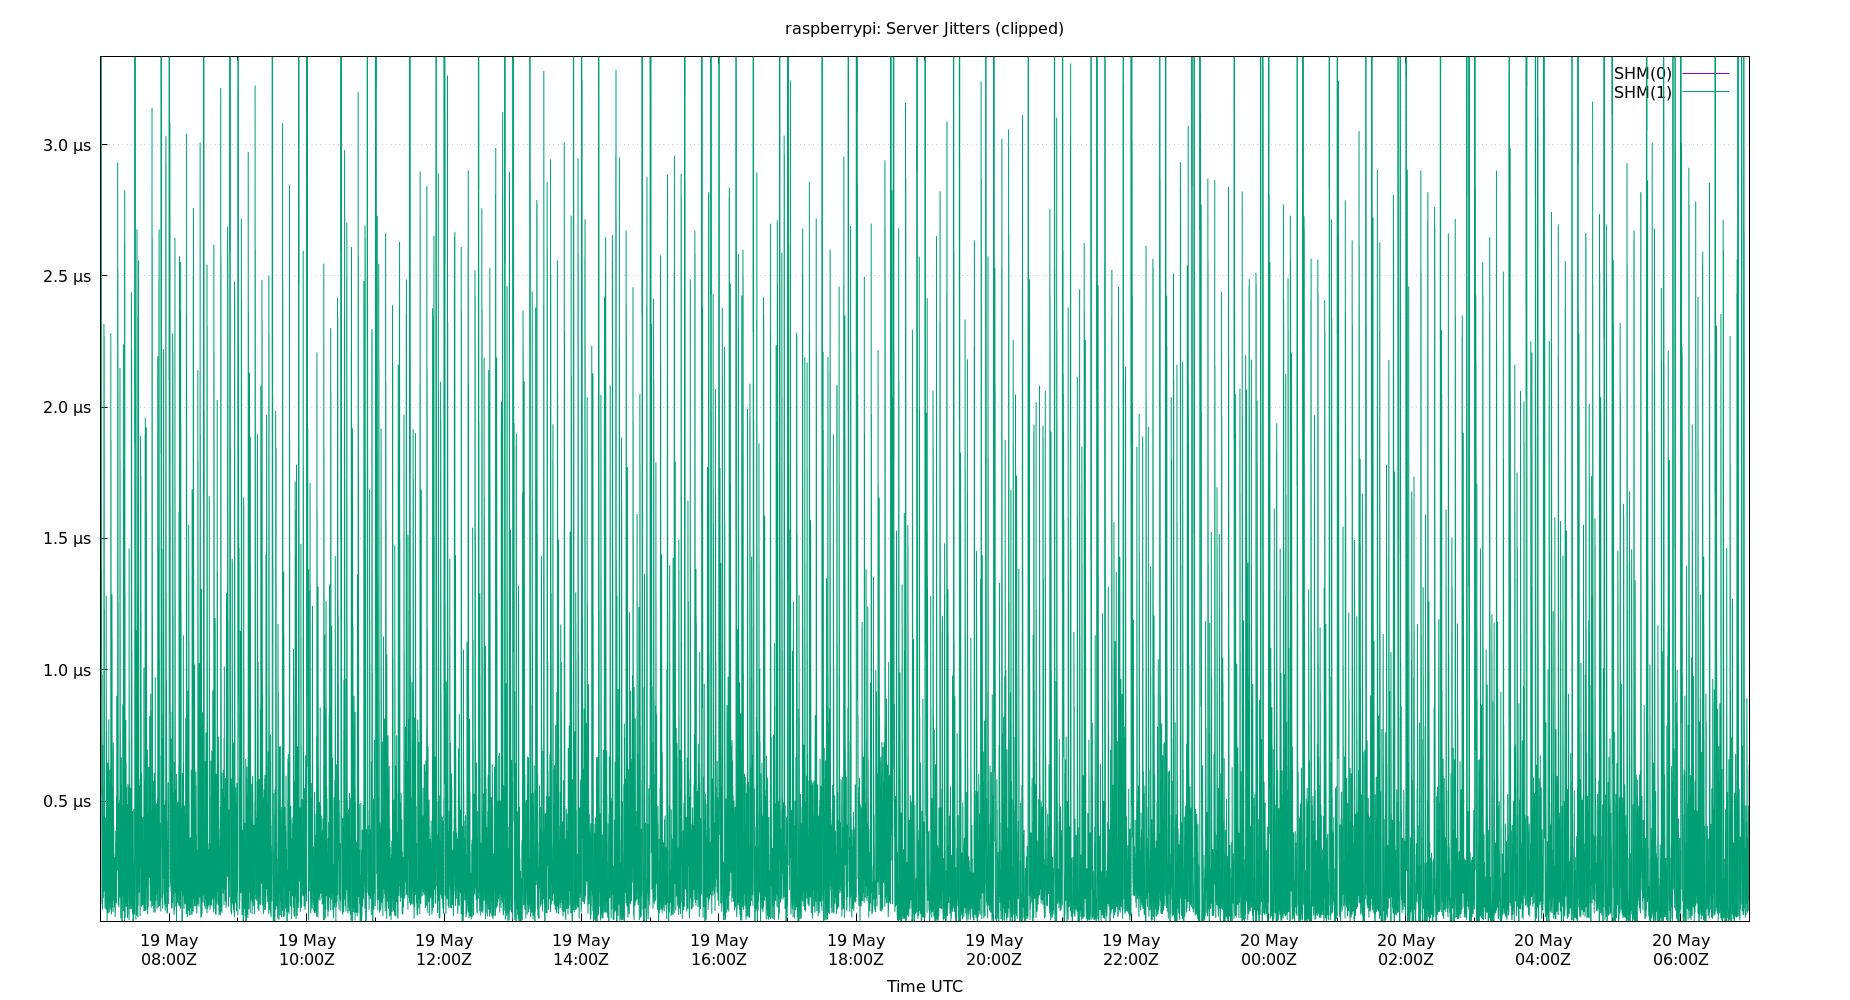 raspberrypi: Server Jitters (clipped)
SHM(0)
SHM(1)
3.0 µs
2.5 µs
2.0 µs
1.5 µs
1.0 µs
0.5 µs
19 May 19 May 19 May 19 May 19 May 19 May 19 May 19 May 20 May 20 May 20 May 20 May
08:00Z 10:00Z 12:00Z 14:00Z 16:00Z 18:00Z 20:00Z 22:00Z 00:00Z 02:00Z 04:00Z 06:00Z
Time UTC